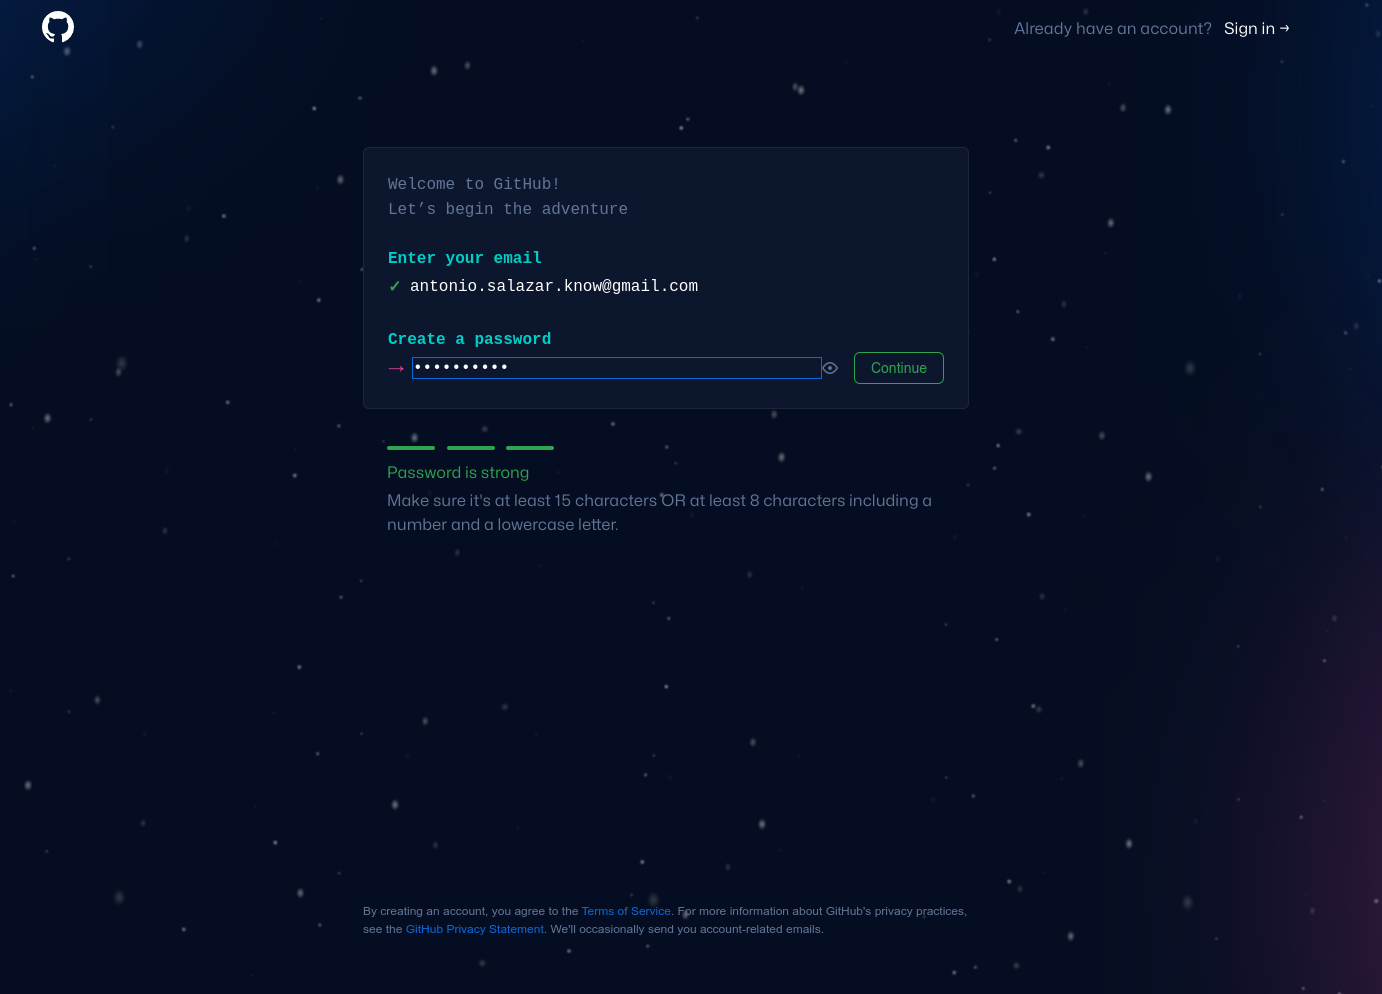 Already have an account? Sign in →
Welcome to GitHub!
Let’s begin the adventure
Enter your email
✓ antonio.salazar.know@gmail.com
Create a password
→ •••••••••• Continue
Password is strong
Make sure it's at least 15 characters OR at least 8 characters including a
number and a lowercase letter.
By creating an account, you agree to the Terms of Service. For more information about GitHub's privacy practices,
see the GitHub Privacy Statement. We'll occasionally send you account-related emails.